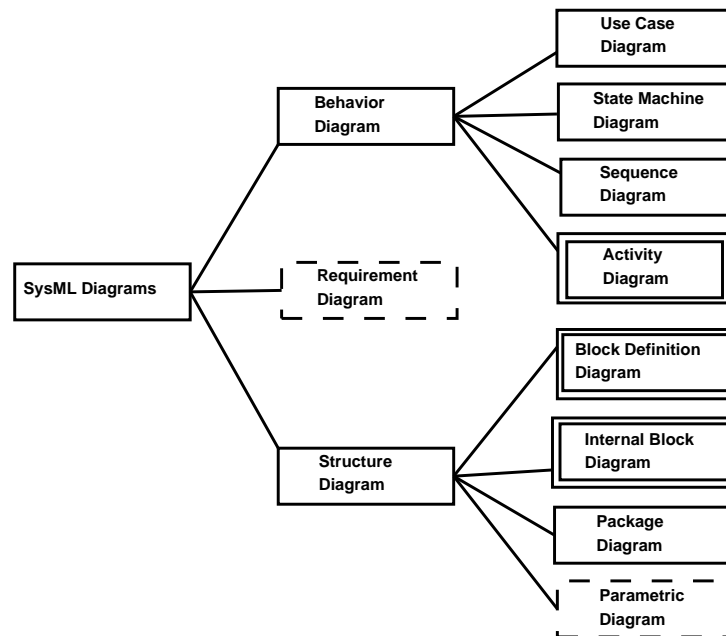 Use Case
Diagram
Behavior
Diagram
State Machine
Diagram
Sequence
Diagram
Activity
Diagram
SysML Diagrams
Requirement
Diagram
Block Definition
Diagram
Internal Block
Diagram
Structure
Diagram
Package
Diagram
Parametric
Diagram